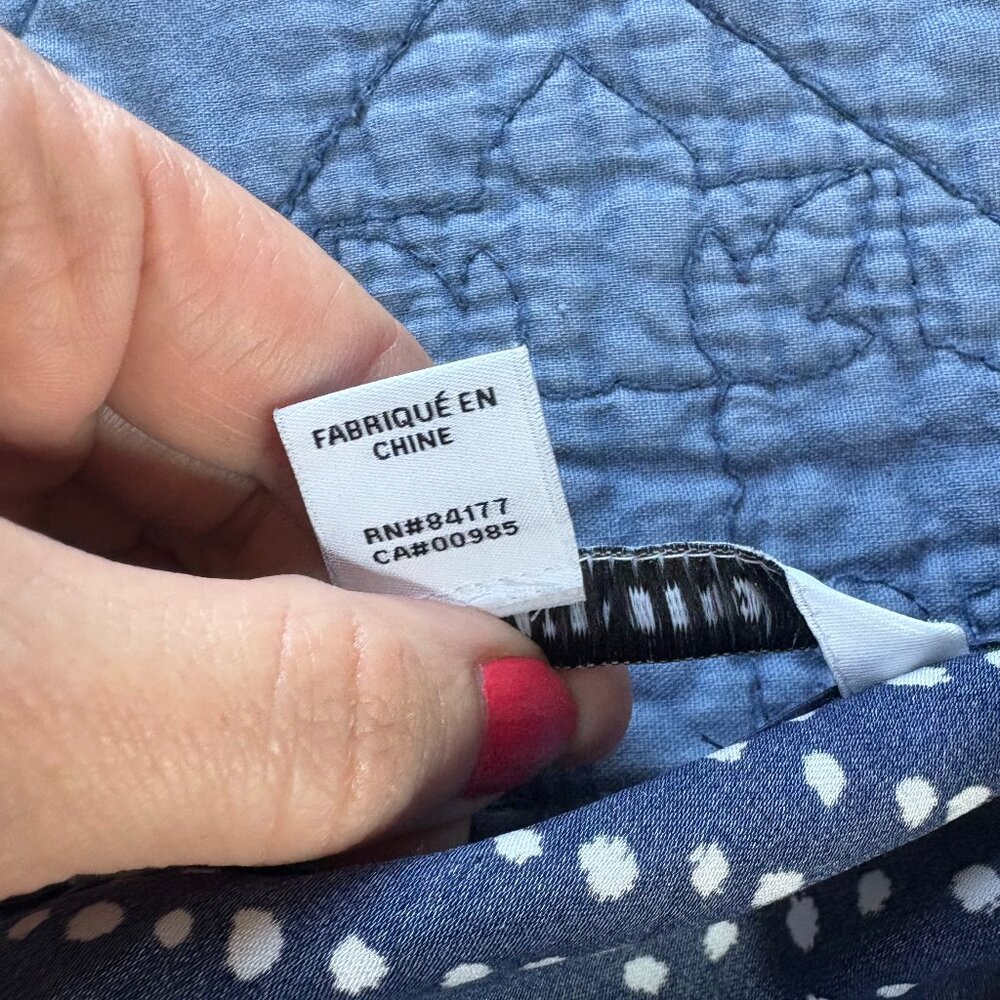 FABRIQUÉ EN
CHINE
RN#84177
CA#00985